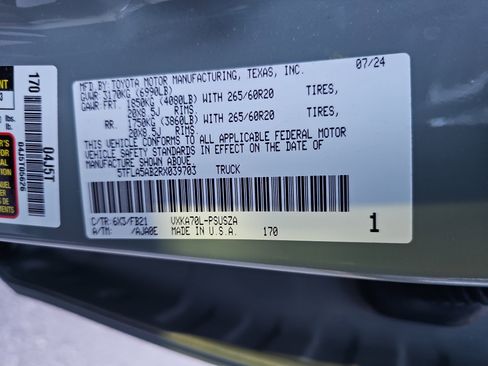 MFD. BY TOYOTA MOTOR MANUFACTURING, TEXAS, INC. 07/24
GVWR 3170KG (6990LB)
GAWR FRT 1850KG (4080LB) WITH 265/60R20 TIRES,
20X8.5J RIMS
RR. 1750KG (3860LB) WITH 265/60R20 TIRES,
20X8.5J RIMS
THIS VEHICLE CONFORMS TO ALL APPLICABLE FEDERAL MOTOR
VEHICLE SAFETY STANDARDS IN EFFECT ON THE DATE OF
MANUFACTURE SHOWN ABOVE.
5TFLA5AB2RX039703 TRUCK
C/TR: 6X3/FB21 VXKA70L-PSUSZA
A/TM: /AJA0E MADE IN U.S.A. 170 1
170 04J5T
04J5T05626